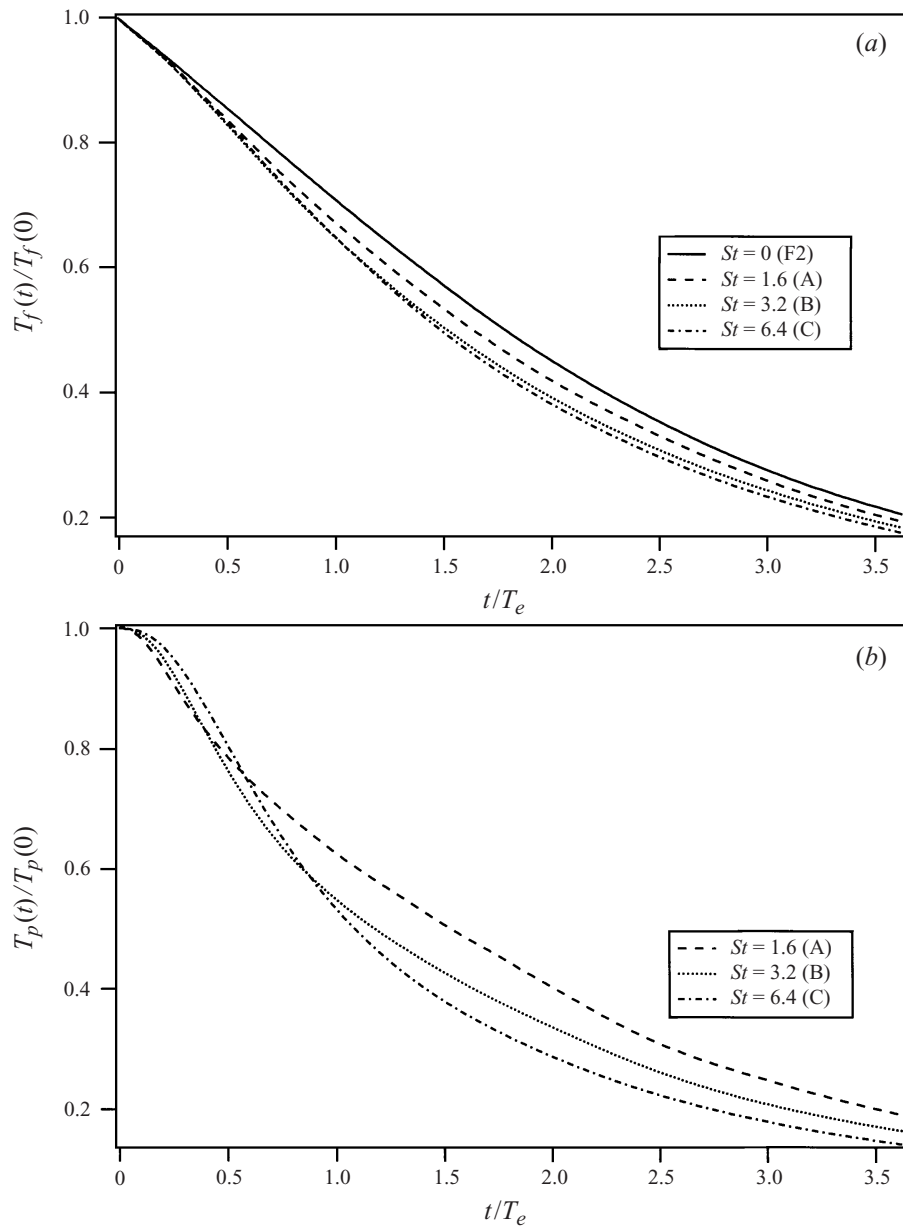 (a)
1.0
0.8
0.6
0.4
0.2
T_f(t)/T_f(0)
St = 0 (F2)
St = 1.6 (A)
St = 3.2 (B)
St = 6.4 (C)
0 0.5 1.0 1.5 2.0 2.5 3.0 3.5
t/T_e
(b)
1.0
0.8
0.6
0.4
0.2
T_p(t)/T_p(0)
St = 1.6 (A)
St = 3.2 (B)
St = 6.4 (C)
0 0.5 1.0 1.5 2.0 2.5 3.0 3.5
t/T_e